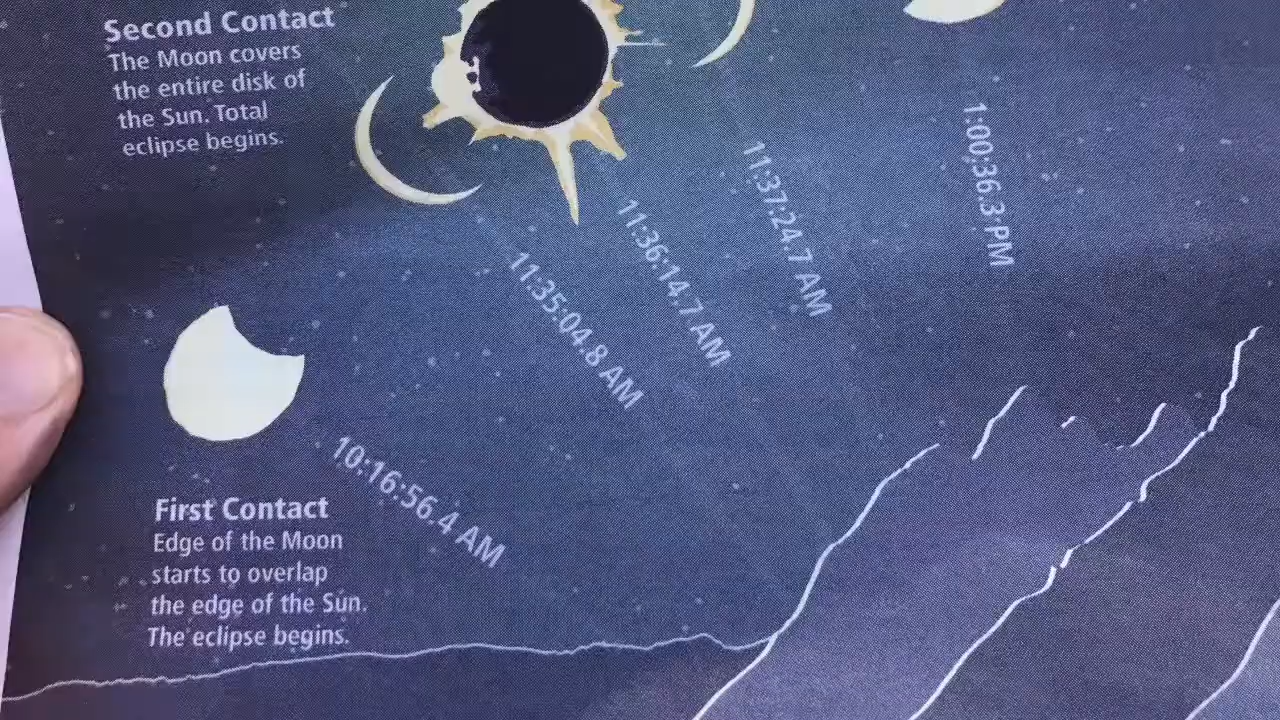 Second Contact
The Moon covers
the entire disk of
the Sun. Total
eclipse begins.
1:00:36.3 PM
11:37:24.7 AM
11:36:14.7 AM
11:35:04.8 AM
10:16:56.4 AM
First Contact
Edge of the Moon
starts to overlap
the edge of the Sun.
The eclipse begins.